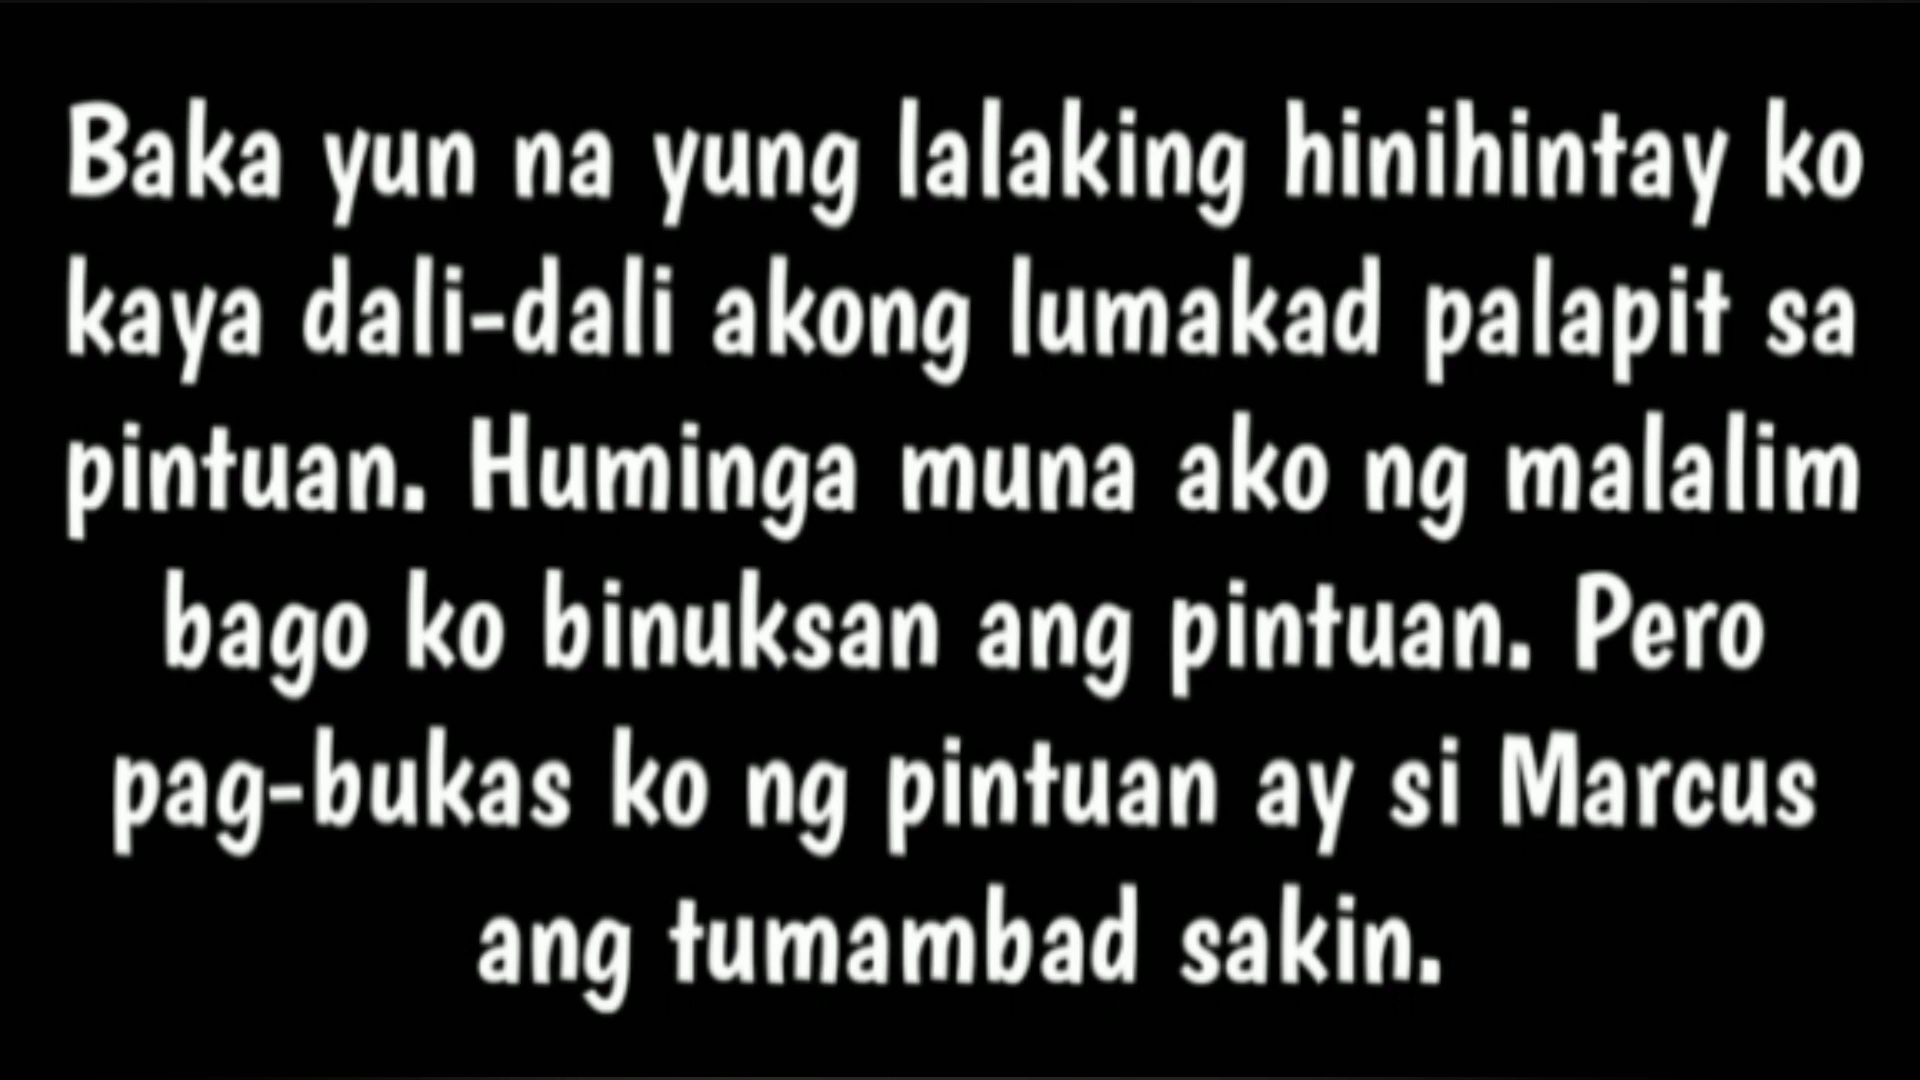 Baka yun na yung lalaking hinihintay ko
kaya dali-dali akong lumakad palapit sa
pintuan. Huminga muna ako ng malalim
bago ko binuksan ang pintuan. Pero
pag-bukas ko ng pintuan ay si Marcus
ang tumambad sakin.